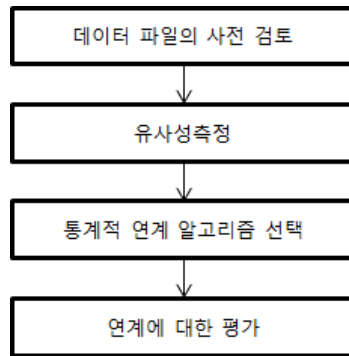 데이터 파일의 사전 검토
유사성측정
통계적 연계 알고리즘 선택
연계에 대한 평가